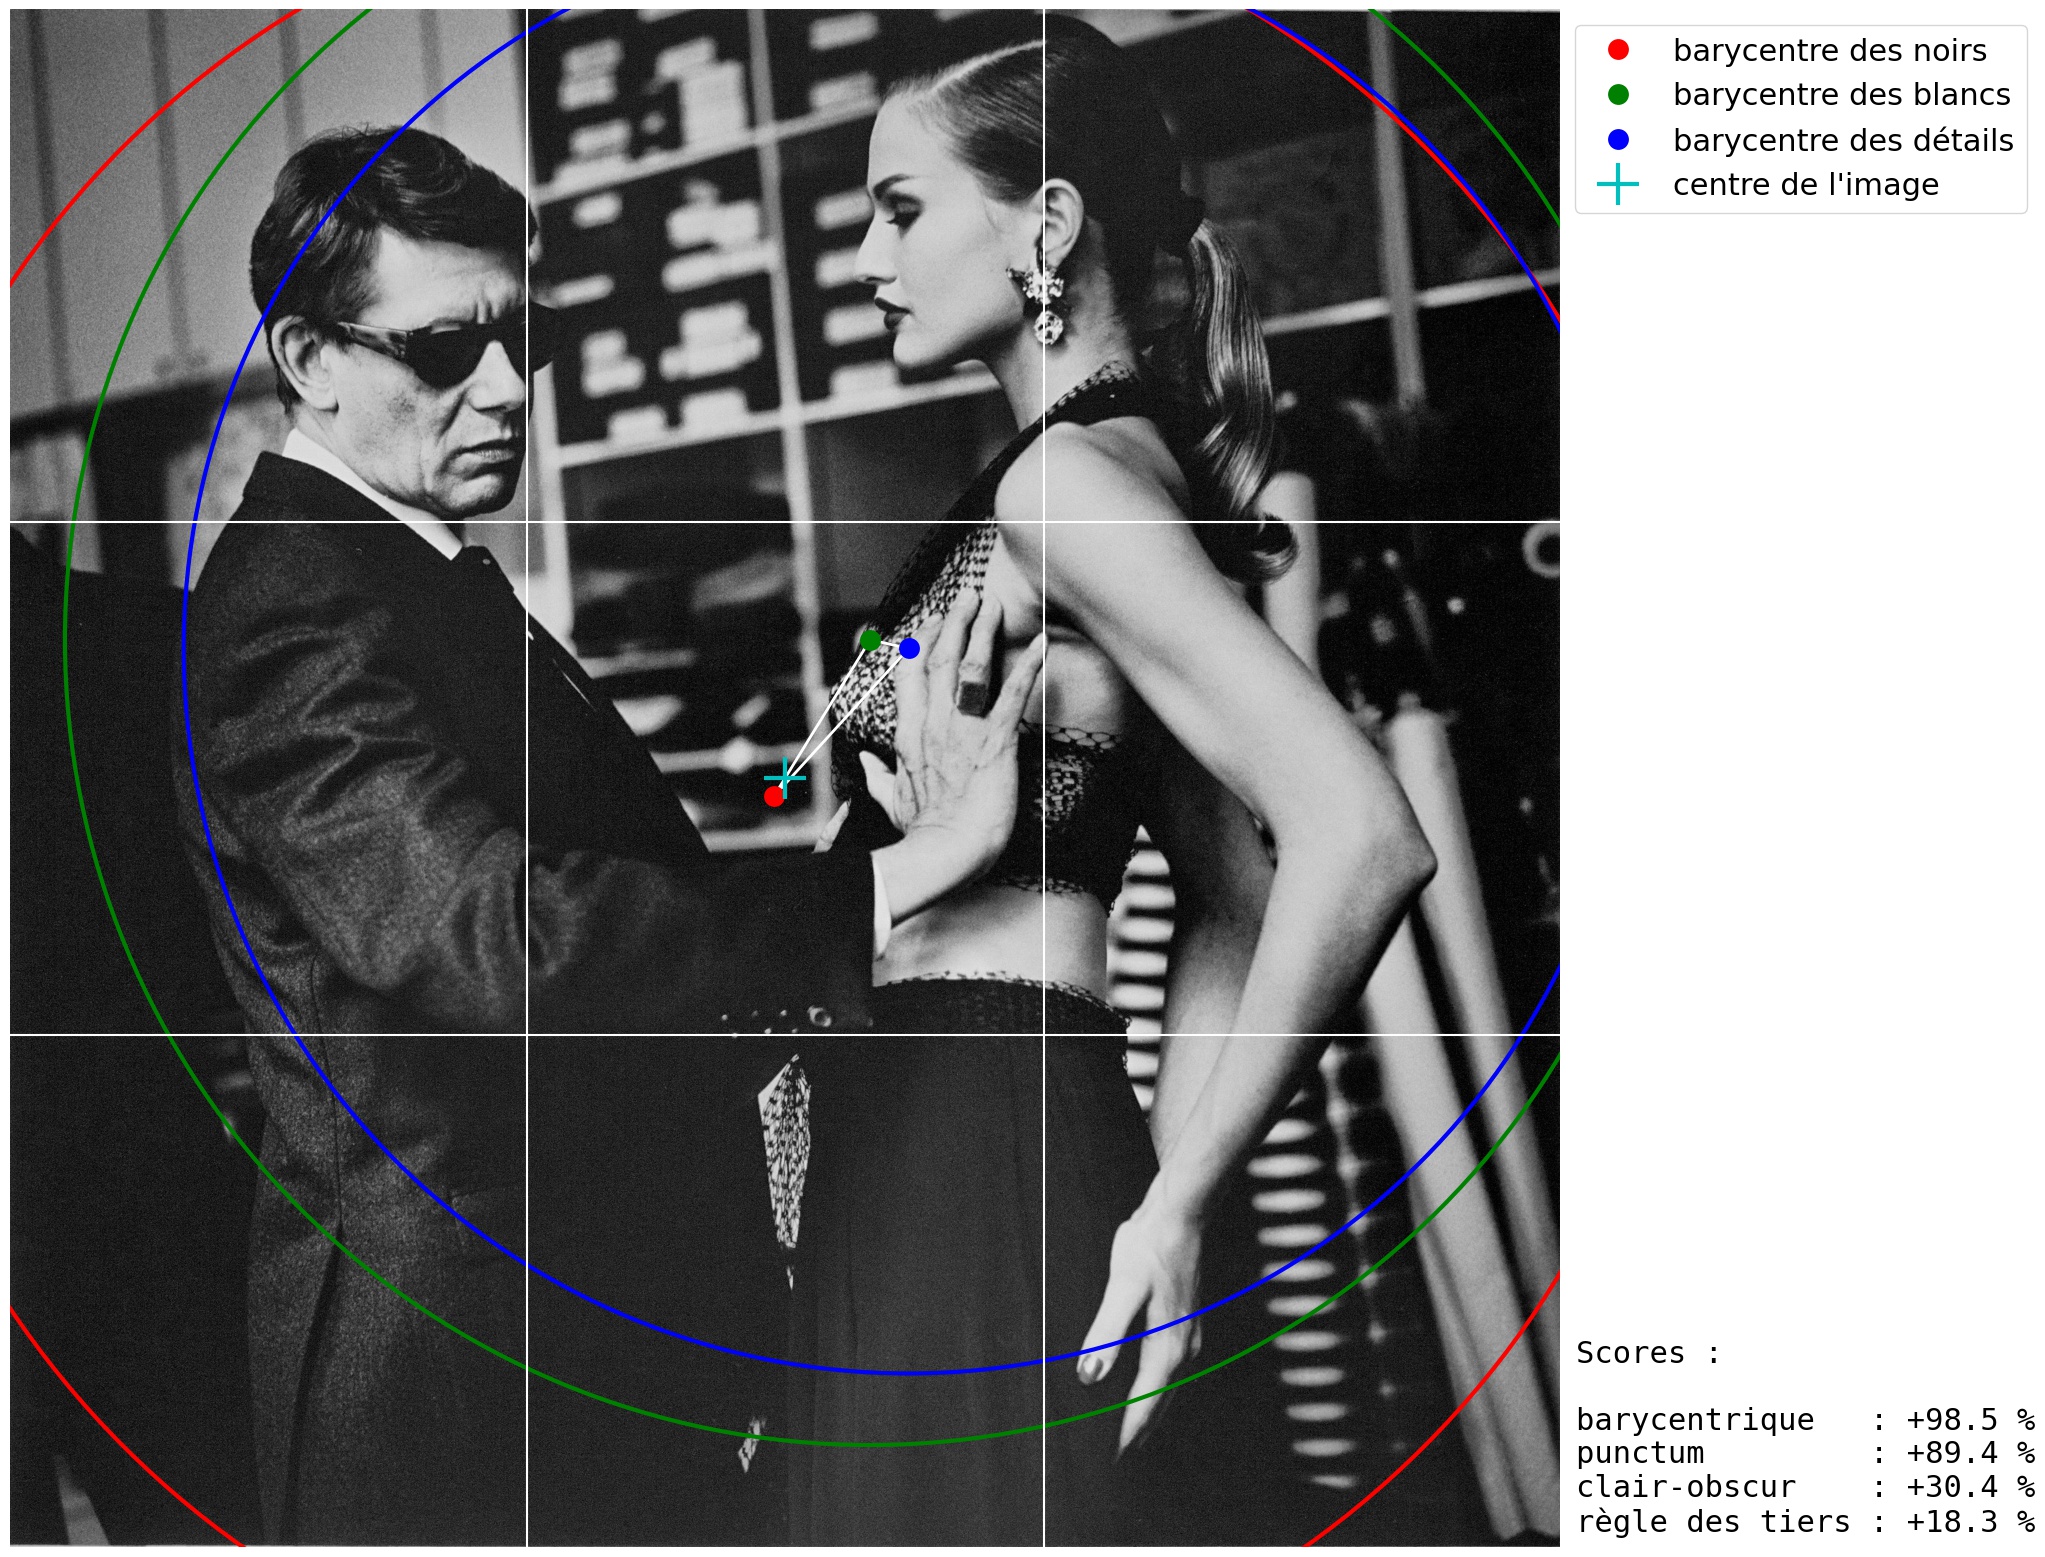 barycentre des noirs
barycentre des blancs
barycentre des détails
centre de l'image
Scores :
barycentrique : +98.5 %
punctum : +89.4 %
clair-obscur : +30.4 %
règle des tiers : +18.3 %